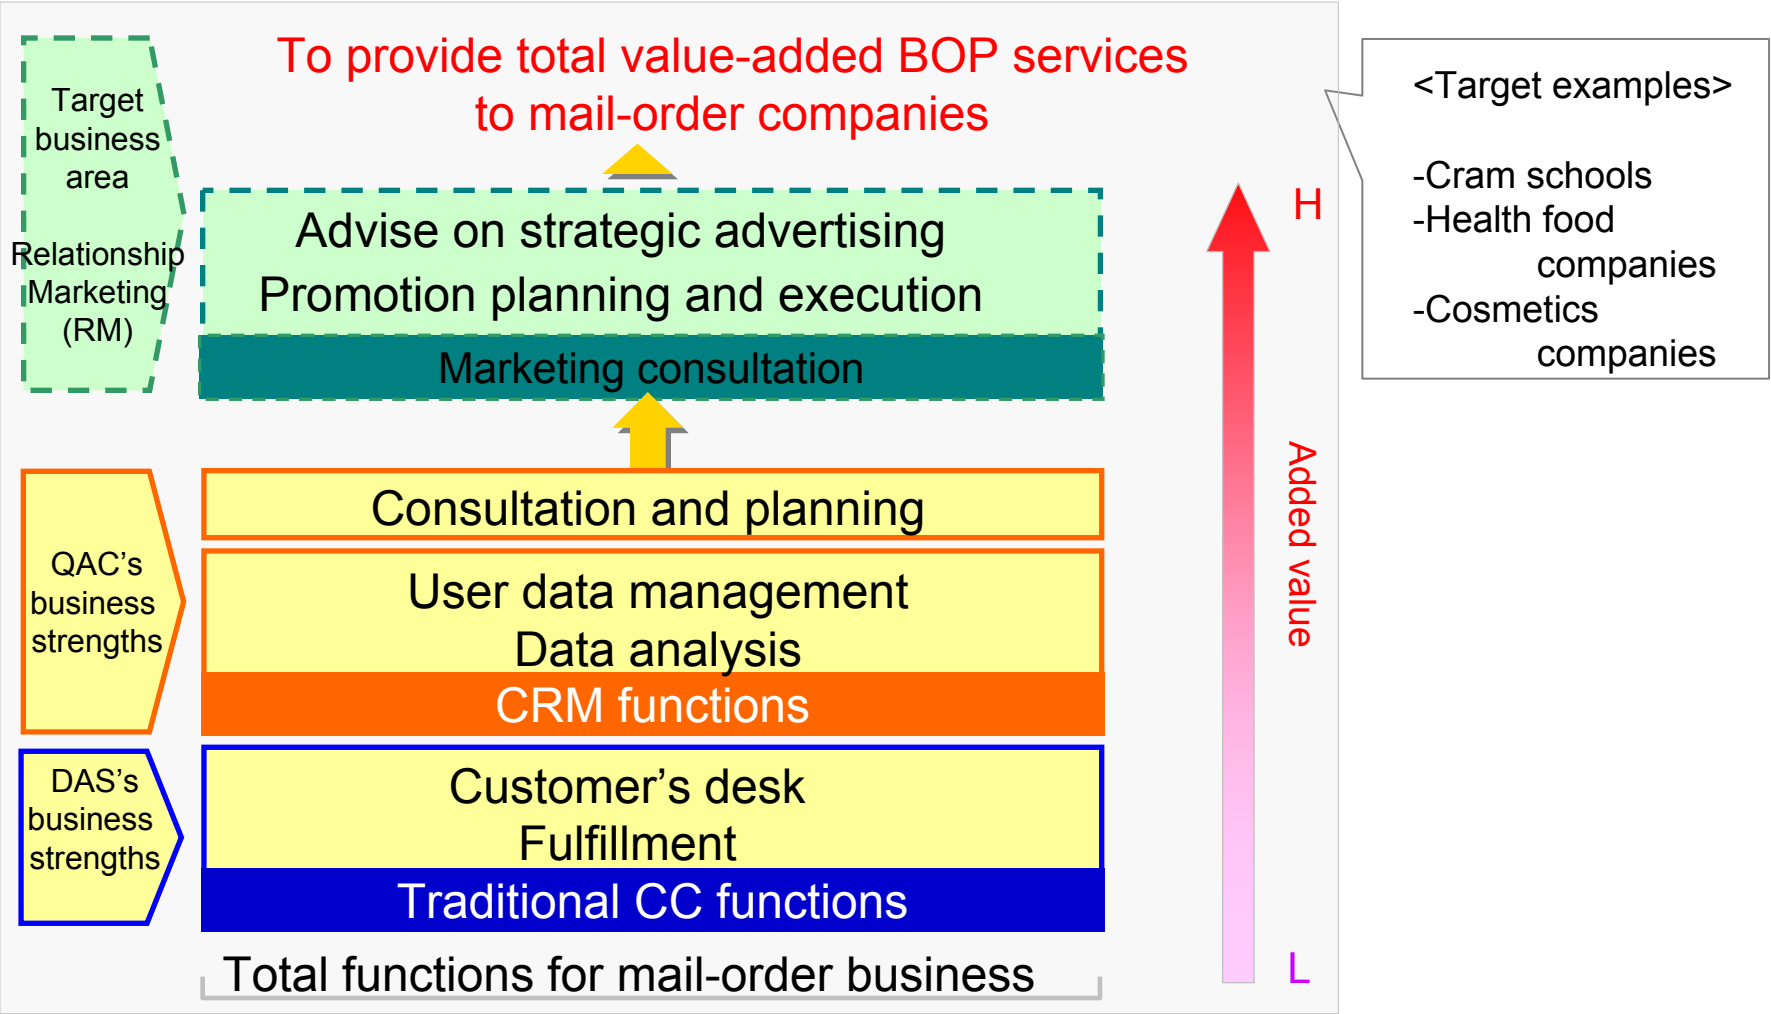 To provide total value-added BOP services
to mail-order companies
Target
business
area
Relationship
Marketing
(RM)
Advise on strategic advertising
Promotion planning and execution
Marketing consultation
QAC’s
business
strengths
Consultation and planning
User data management
Data analysis
CRM functions
DAS’s
business
strengths
Customer’s desk
Fulfillment
Traditional CC functions
Total functions for mail-order business
H
Added value
L
<Target examples>
-Cram schools
-Health food
companies
-Cosmetics
companies